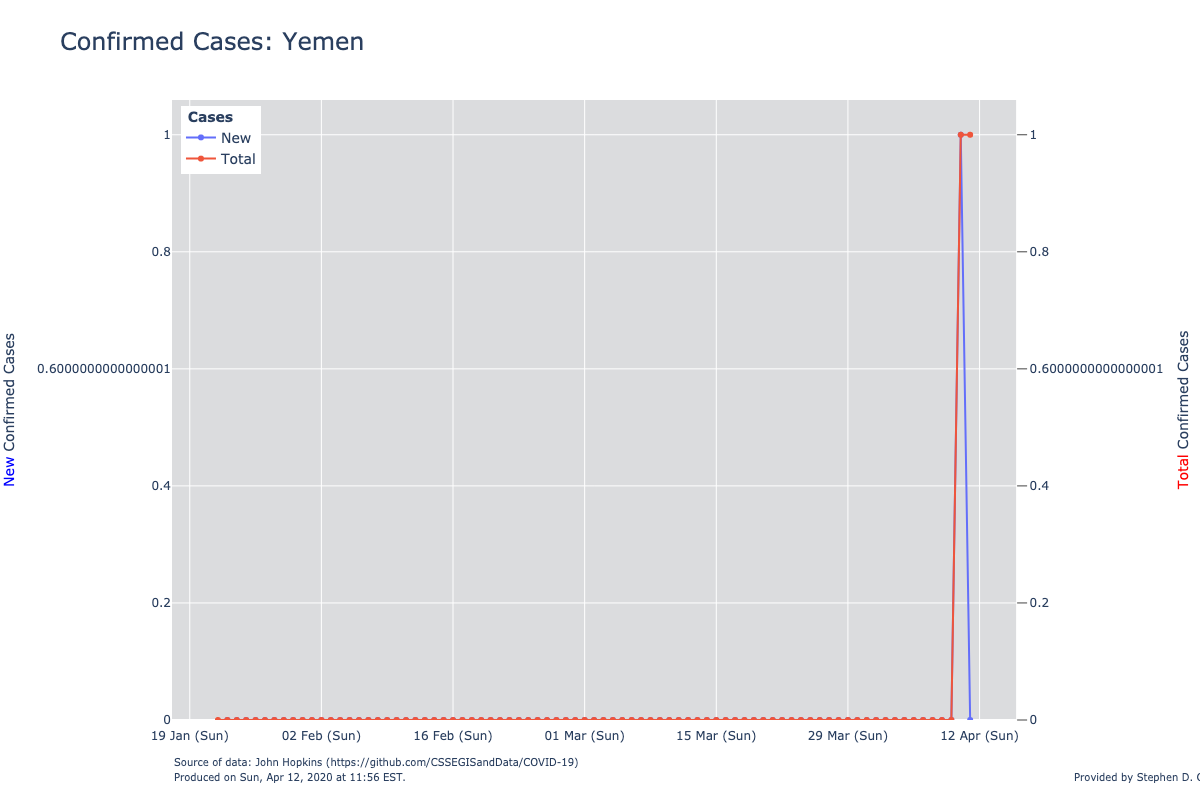 Confirmed Cases: Yemen
Cases
New
Total
1
0.8
0.6000000000000001
0.4
0.2
0
1
0.8
0.6000000000000001
0.4
0.2
0
New Confirmed Cases
Total Confirmed Cases
19 Jan (Sun)
02 Feb (Sun)
16 Feb (Sun)
01 Mar (Sun)
15 Mar (Sun)
29 Mar (Sun)
12 Apr (Sun)
Source of data: John Hopkins (https://github.com/CSSEGISandData/COVID-19)
Produced on Sun, Apr 12, 2020 at 11:56 EST.
Provided by Stephen D.